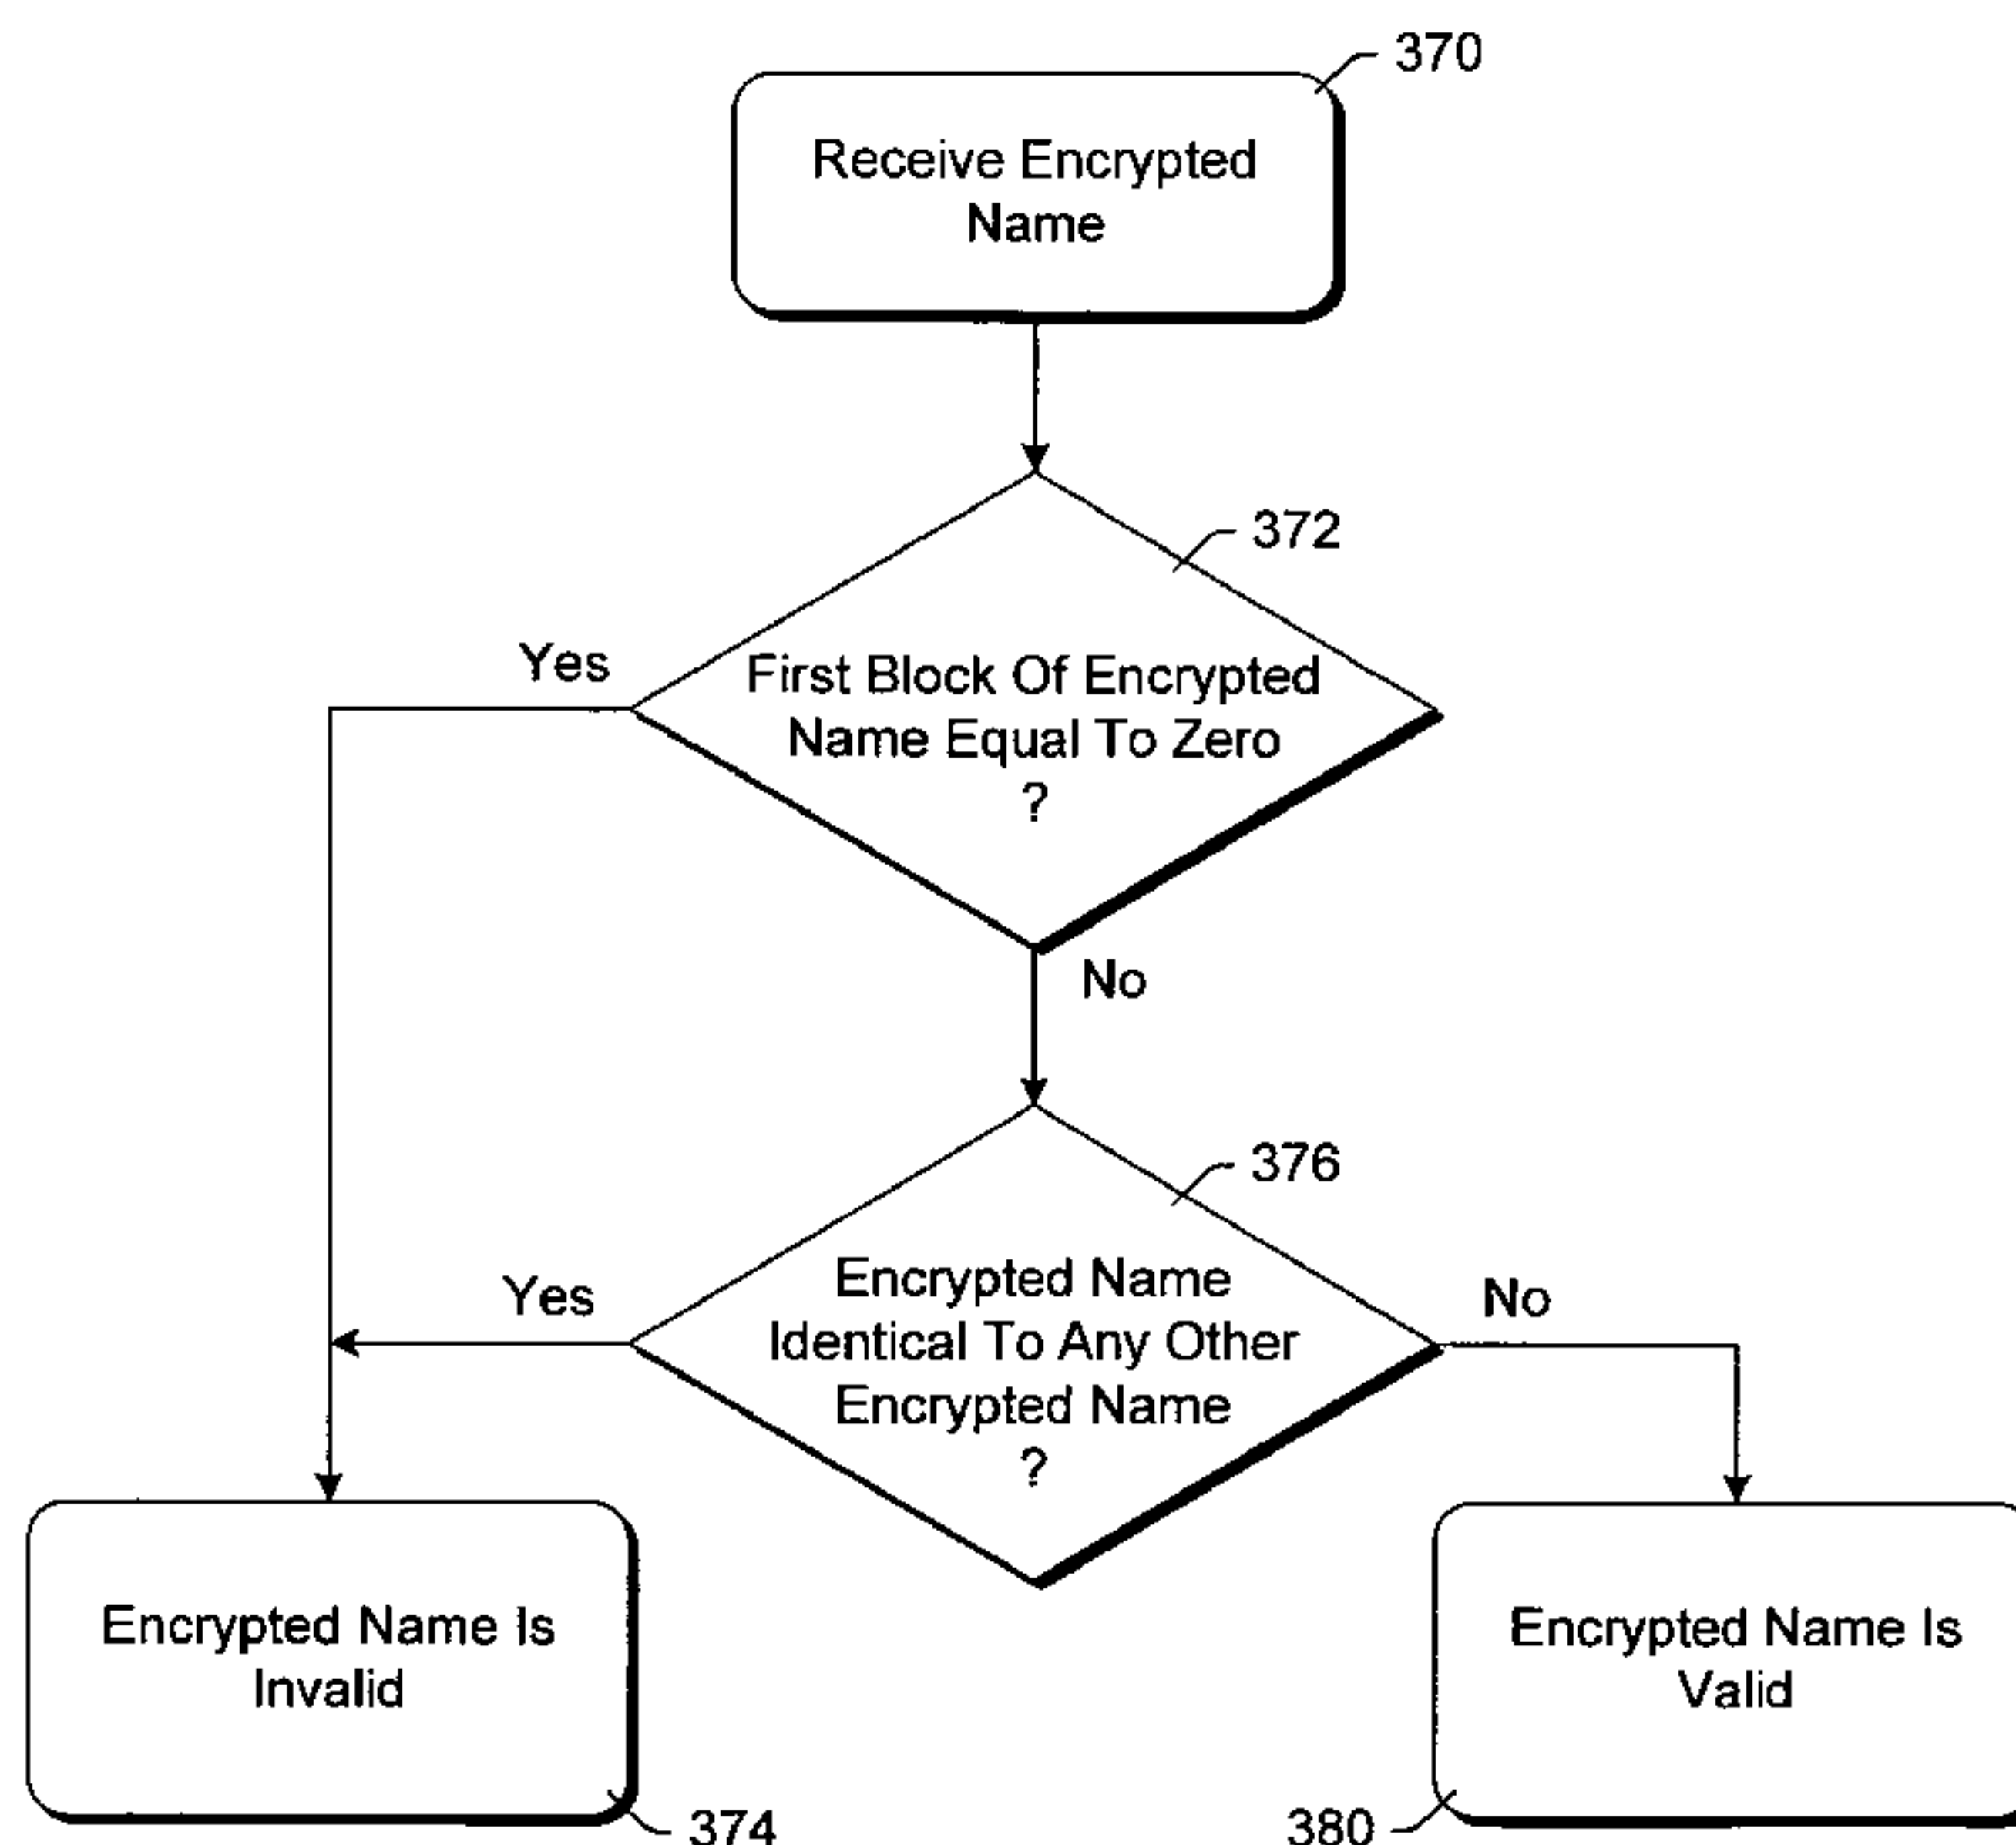 370
Receive Encrypted
Name
372
Yes
First Block Of Encrypted
Name Equal To Zero
?
No
376
Yes
Encrypted Name
Identical To Any Other
Encrypted Name
?
No
Encrypted Name Is
Invalid
Encrypted Name Is
Valid
374
380